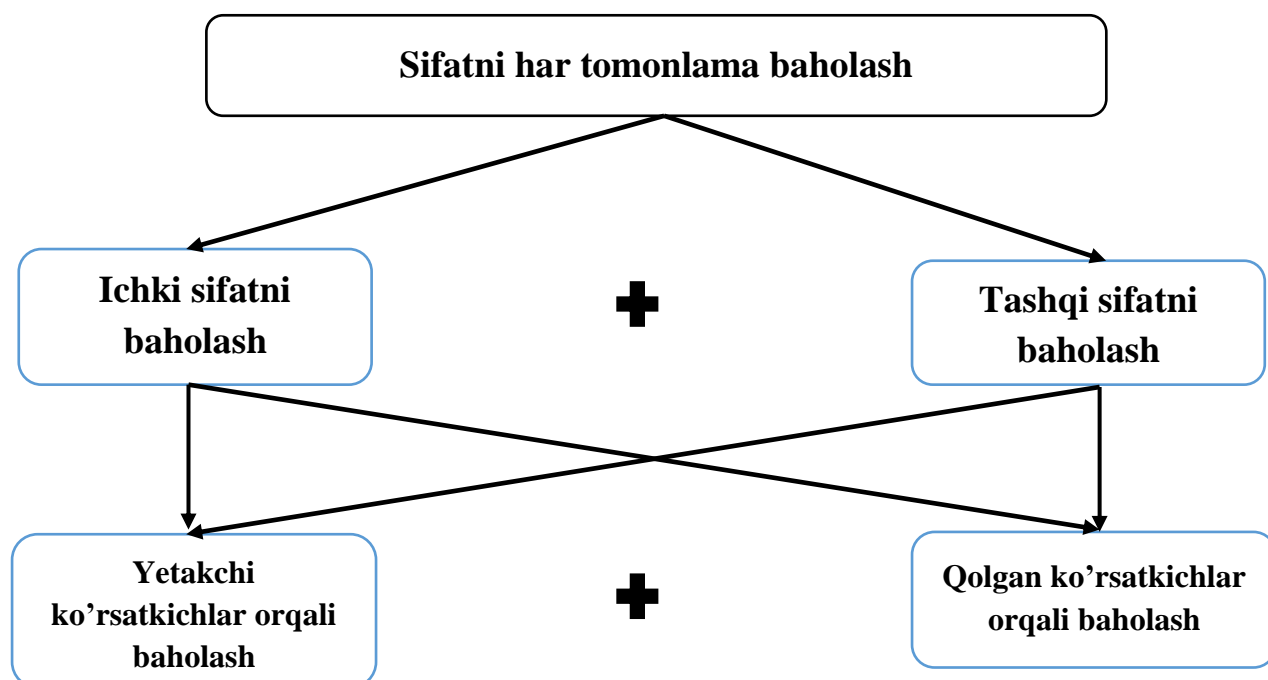 Sifatni har tomonlama baholash
Ichki sifatni
baholash
Tashqi sifatni
baholash
Yetakchi
ko’rsatkichlar orqali
baholash
Qolgan ko’rsatkichlar
orqali baholash